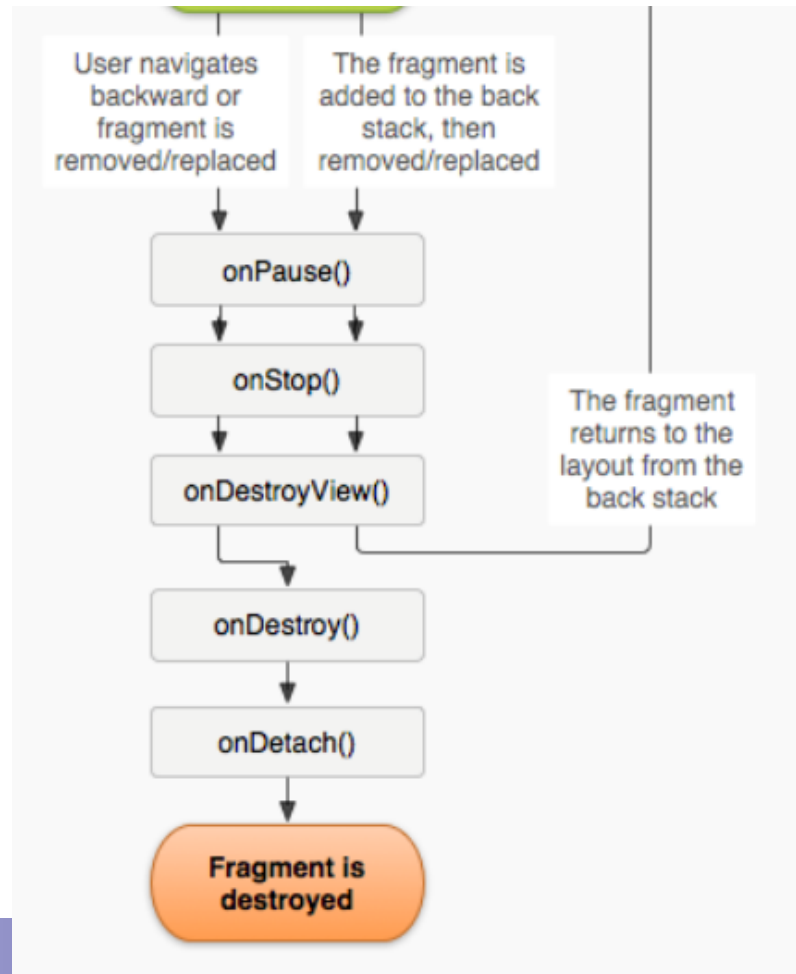 User navigates
backward or
fragment is
removed/replaced
The fragment is
added to the back
stack, then
removed/replaced
onPause()
onStop()
The fragment
returns to the
layout from the
back stack
onDestroyView()
onDestroy()
onDetach()
Fragment is
destroyed